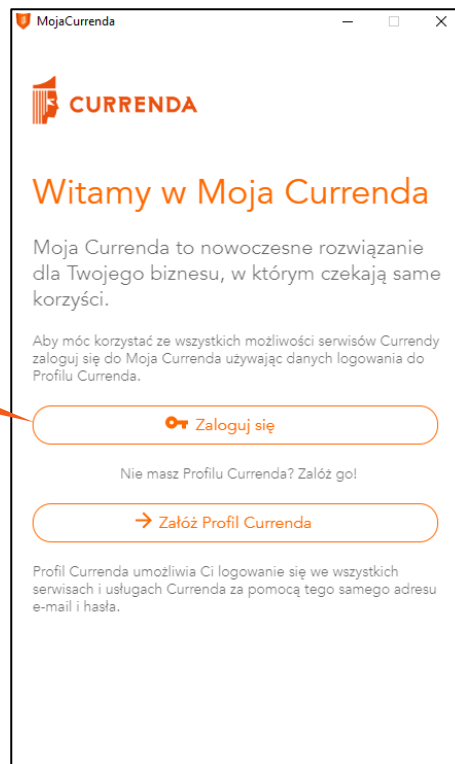 MojaCurrenda
CURRENDA
Witamy w Moja Currenda
Moja Currenda to nowoczesne rozwiązanie
dla Twojego biznesu, w którym czekają same
korzyści.
Aby móc korzystać ze wszystkich możliwości serwisów Currendy
zaloguj się do Moja Currenda używając danych logowania do
Profilu Currenda.
Zaloguj się
Nie masz Profilu Currenda? Zalóż go!
Załóż Profil Currenda
Profil Currenda umożliwia Ci logowanie się we wszystkich
serwisach i usługach Currenda za pomocą tego samego adresu
e-mail i hasła.